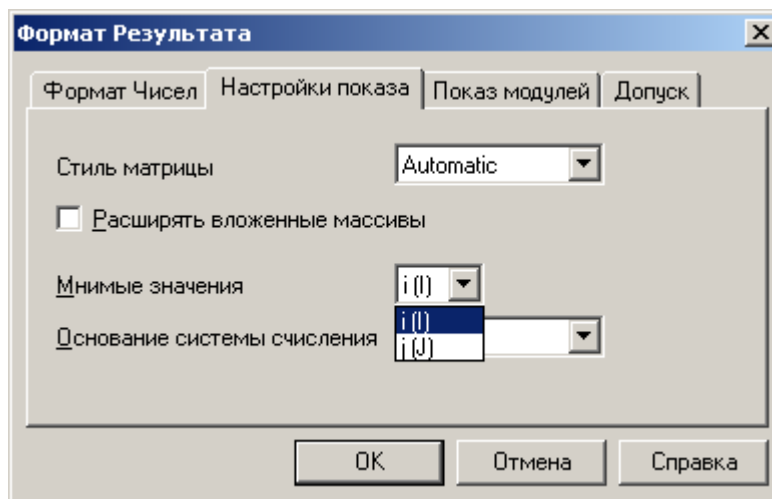 Формат Результата
Формат Чисел Настройки показа Показ модулей Допуск
Стиль матрицы Automatic
Расширять вложенные массивы
Мнимые значения i (I)
i (I)
Основание системы счисления
j (J)
OK Отмена Справка